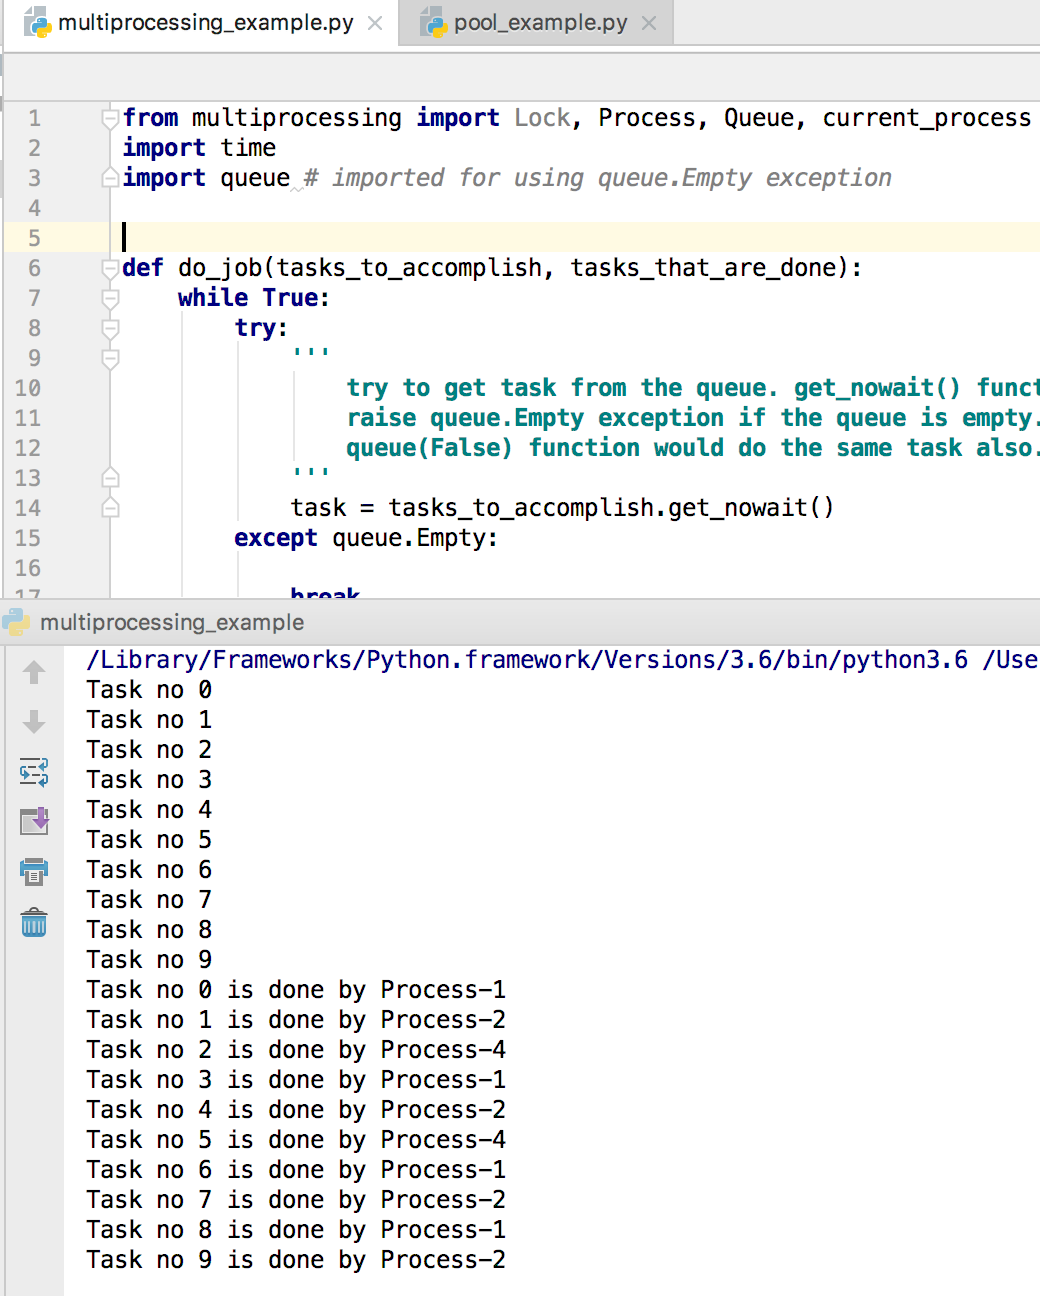 multiprocessing_example.py pool_example.py
1 from multiprocessing import Lock, Process, Queue, current_process
2 import time
3 import queue # imported for using queue.Empty exception
4
5
6 def do_job(tasks_to_accomplish, tasks_that_are_done):
7 while True:
8 try:
9 '''
10 try to get task from the queue. get_nowait() funct
11 raise queue.Empty exception if the queue is empty.
12 queue(False) function would do the same task also.
13 '''
14 task = tasks_to_accomplish.get_nowait()
15 except queue.Empty:
16
17 break
multiprocessing_example
/Library/Frameworks/Python.framework/Versions/3.6/bin/python3.6 /Use
Task no 0
Task no 1
Task no 2
Task no 3
Task no 4
Task no 5
Task no 6
Task no 7
Task no 8
Task no 9
Task no 0 is done by Process-1
Task no 1 is done by Process-2
Task no 2 is done by Process-4
Task no 3 is done by Process-1
Task no 4 is done by Process-2
Task no 5 is done by Process-4
Task no 6 is done by Process-1
Task no 7 is done by Process-2
Task no 8 is done by Process-1
Task no 9 is done by Process-2